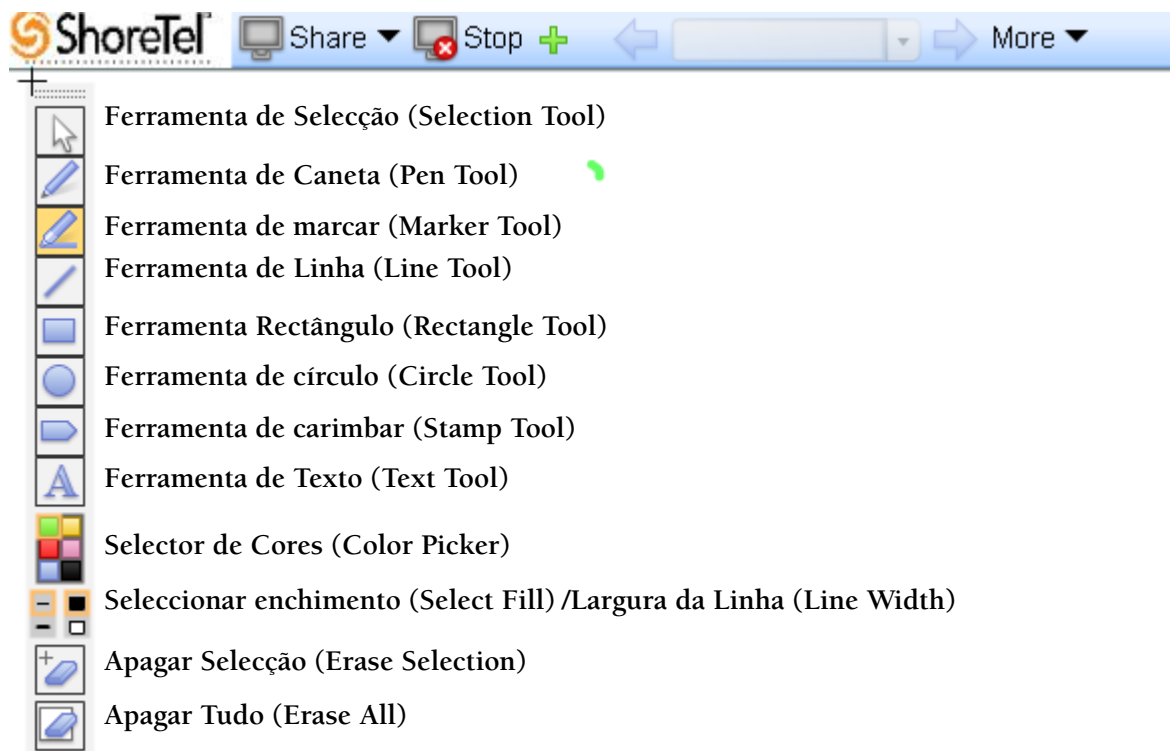 ShoreTel Share Stop More
Ferramenta de Selecção (Selection Tool)
Ferramenta de Caneta (Pen Tool)
Ferramenta de marcar (Marker Tool)
Ferramenta de Linha (Line Tool)
Ferramenta Rectângulo (Rectangle Tool)
Ferramenta de círculo (Circle Tool)
Ferramenta de carimbar (Stamp Tool)
A Ferramenta de Texto (Text Tool)
Selector de Cores (Color Picker)
Seleccionar enchimento (Select Fill) /Largura da Linha (Line Width)
Apagar Selecção (Erase Selection)
Apagar Tudo (Erase All)